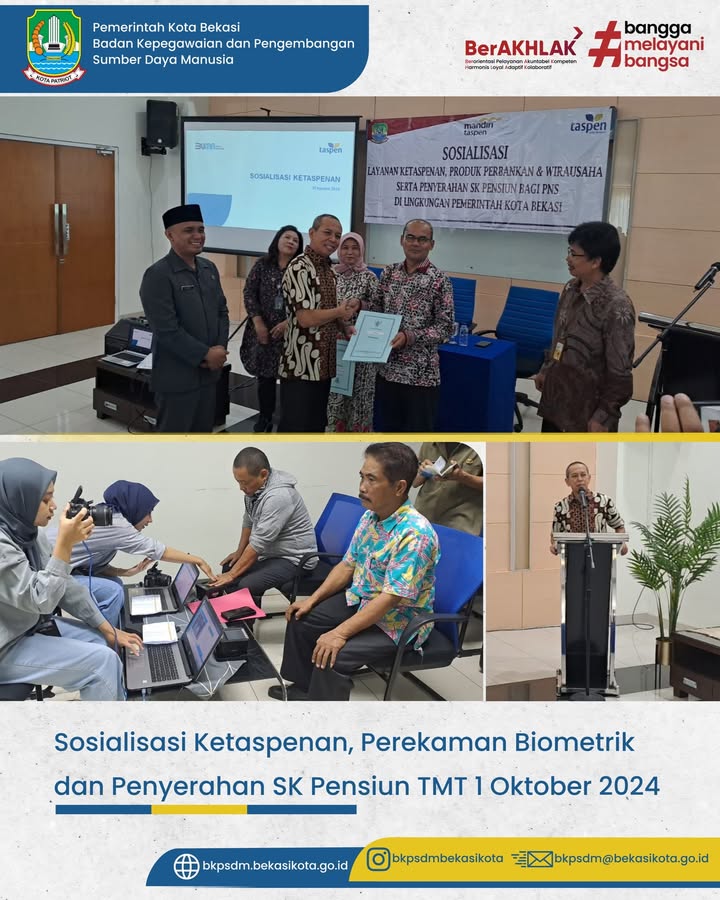 Pemerintah Kota Bekasi
Badan Kepegawaian dan Pengembangan
Sumber Daya Manusia
KOTA PATRIOT
BerAKHLAK
Berorientasi Pelayanan Akuntabel Kompeten
Harmonis Loyal Adaptif Kolaboratif
#bangga
melayani
bangsa
taspen
SOSIALISASI KETASPENAN
mandiri
taspen
taspen
SOSIALISASI
LAYANAN KETASPENAN, PRODUK PERBANKAN & WIRAUSAHA
SERTA PENYERAHAN SK PENSIUN BAGI PNS
DI LINGKUNGAN PEMERINTAH KOTA BEKASI
Sosialisasi Ketaspenan, Perekaman Biometrik
dan Penyerahan SK Pensiun TMT 1 Oktober 2024
bkpsdm.bekasikota.go.id
bkpsdmbekasikota
bkpsdm@bekasikota.go.id